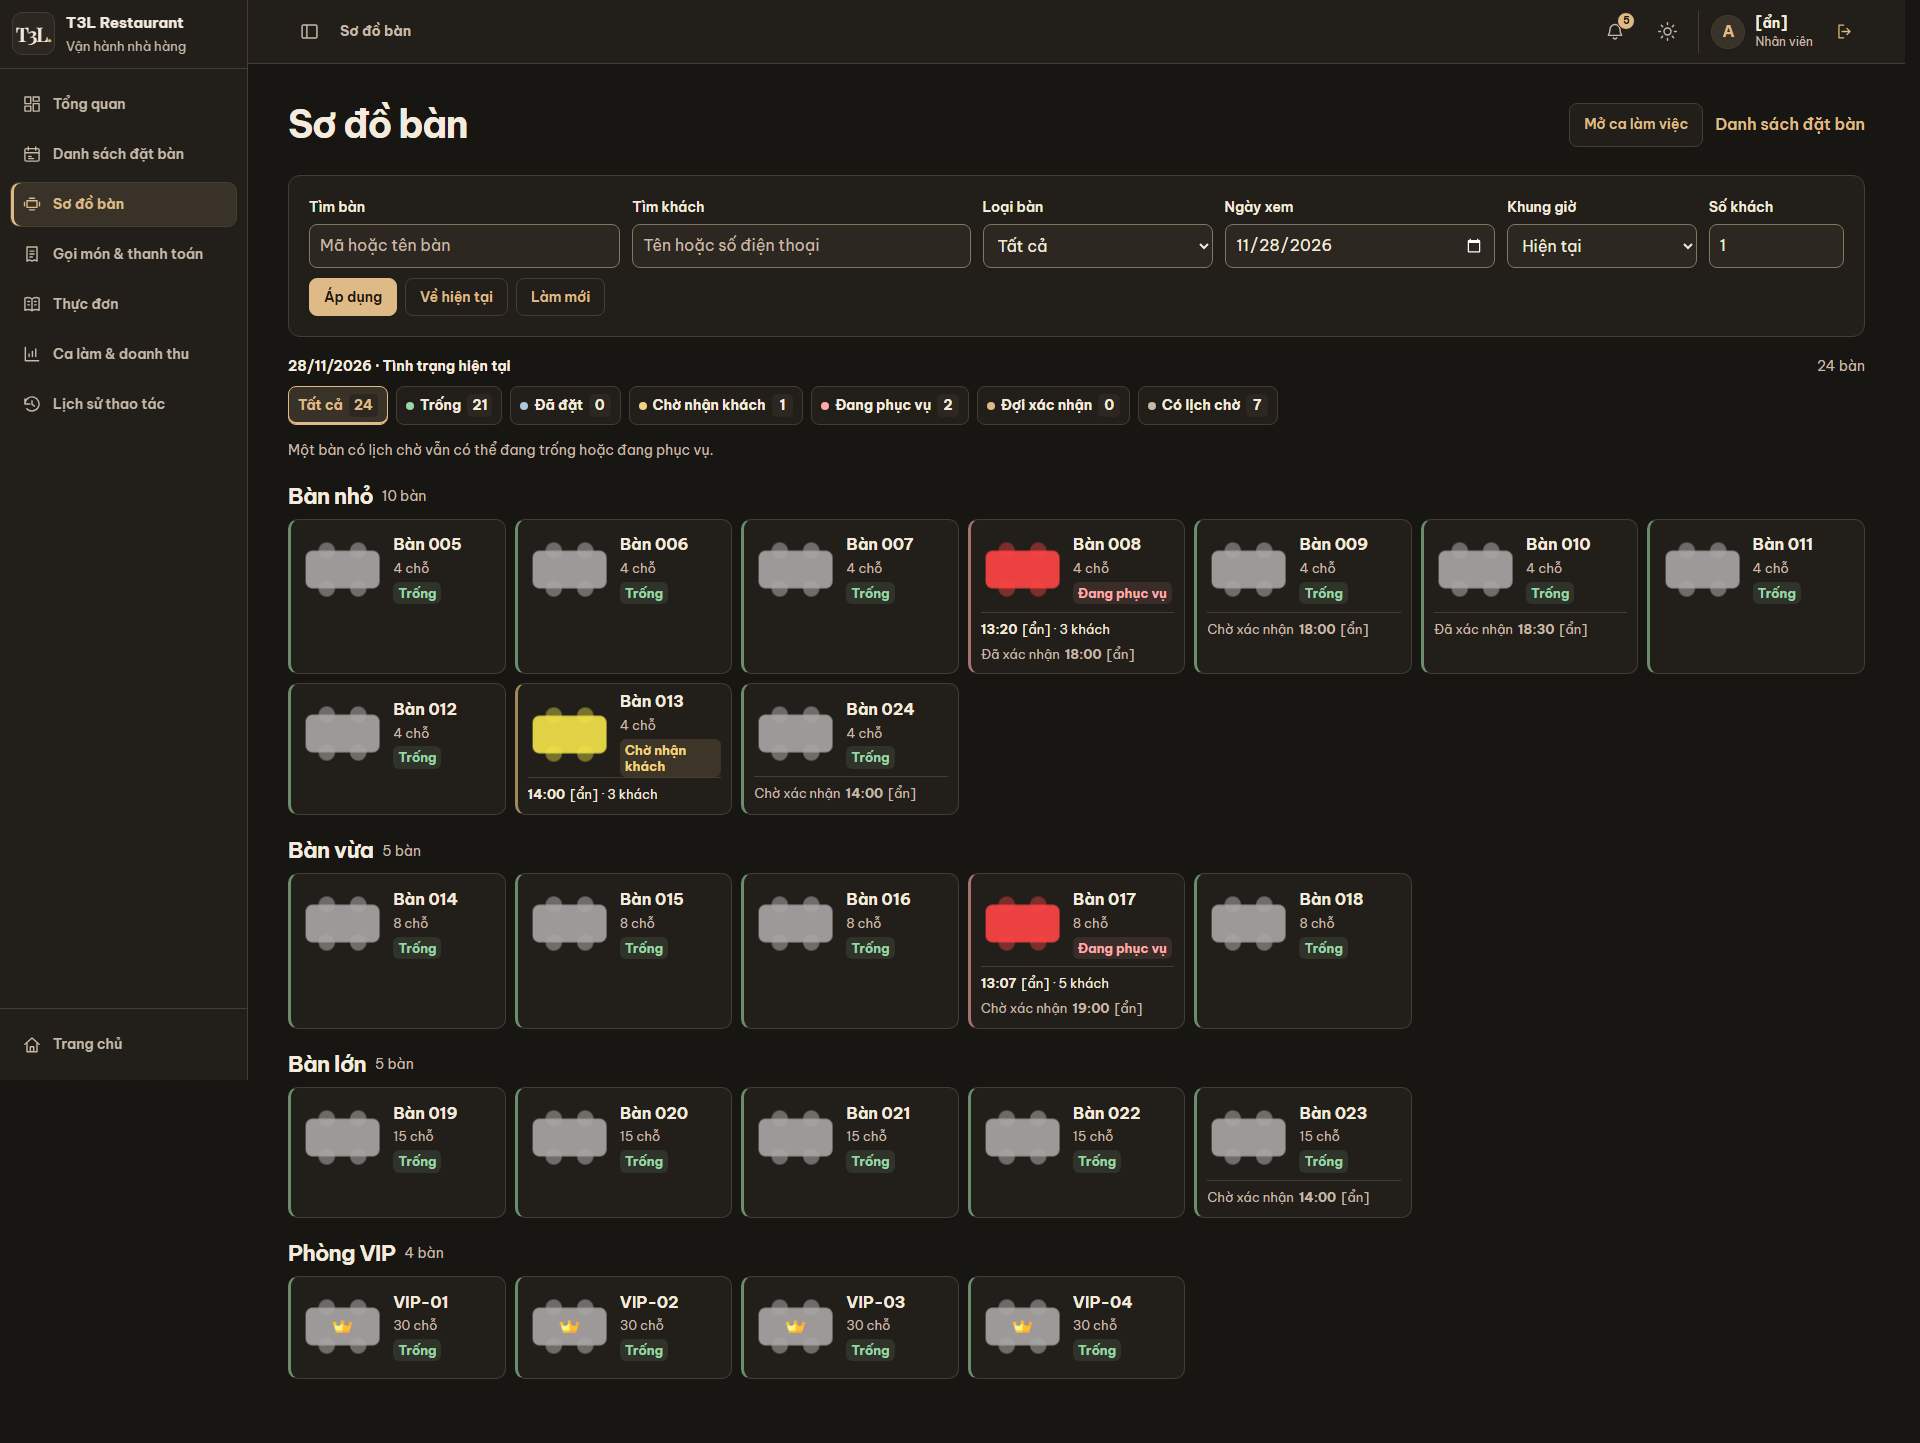 T3L Restaurant
Vận hành nhà hàng
Tổng quan
Danh sách đặt bàn
Sơ đồ bàn
Gọi món & thanh toán
Thực đơn
Ca làm & doanh thu
Lịch sử thao tác
Trang chủ
Sơ đồ bàn
5
A
[ẩn]
Nhân viên
Sơ đồ bàn
Mở ca làm việc
Danh sách đặt bàn
Tìm bàn
Mã hoặc tên bàn
Tìm khách
Tên hoặc số điện thoại
Loại bàn
Tất cả
Ngày xem
11/28/2026
Khung giờ
Hiện tại
Số khách
1
Áp dụng
Về hiện tại
Làm mới
28/11/2026 · Tình trạng hiện tại
24 bàn
Tất cả 24
Trống 21
Đã đặt 0
Chờ nhận khách 1
Đang phục vụ 2
Đợi xác nhận 0
Có lịch chờ 7
Một bàn có lịch chờ vẫn có thể đang trống hoặc đang phục vụ.
Bàn nhỏ 10 bàn
Bàn 005
4 chỗ
Trống
Bàn 006
4 chỗ
Trống
Bàn 007
4 chỗ
Trống
Bàn 008
4 chỗ
Đang phục vụ
13:20 [ẩn] · 3 khách
Đã xác nhận 18:00 [ẩn]
Bàn 009
4 chỗ
Trống
Chờ xác nhận 18:00 [ẩn]
Bàn 010
4 chỗ
Trống
Đã xác nhận 18:30 [ẩn]
Bàn 011
4 chỗ
Trống
Bàn 012
4 chỗ
Trống
Bàn 013
4 chỗ
Chờ nhận
khách
14:00 [ẩn] · 3 khách
Bàn 024
4 chỗ
Trống
Chờ xác nhận 14:00 [ẩn]
Bàn vừa 5 bàn
Bàn 014
8 chỗ
Trống
Bàn 015
8 chỗ
Trống
Bàn 016
8 chỗ
Trống
Bàn 017
8 chỗ
Đang phục vụ
13:07 [ẩn] · 5 khách
Chờ xác nhận 19:00 [ẩn]
Bàn 018
8 chỗ
Trống
Bàn lớn 5 bàn
Bàn 019
15 chỗ
Trống
Bàn 020
15 chỗ
Trống
Bàn 021
15 chỗ
Trống
Bàn 022
15 chỗ
Trống
Bàn 023
15 chỗ
Trống
Chờ xác nhận 14:00 [ẩn]
Phòng VIP 4 bàn
VIP-01
30 chỗ
Trống
VIP-02
30 chỗ
Trống
VIP-03
30 chỗ
Trống
VIP-04
30 chỗ
Trống